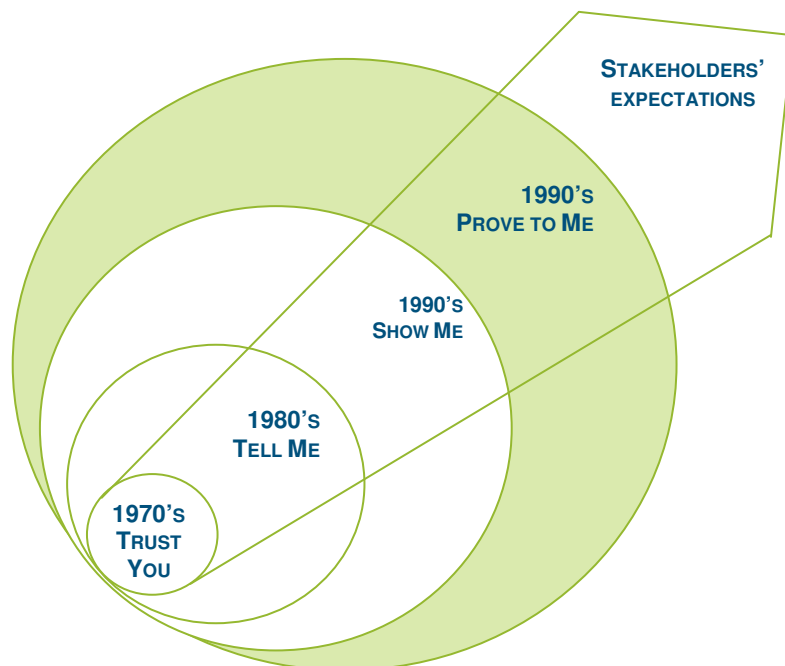 STAKEHOLDERS'
EXPECTATIONS
1990'S
PROVE TO ME
1990'S
SHOW ME
1980'S
TELL ME
1970'S
TRUST
YOU